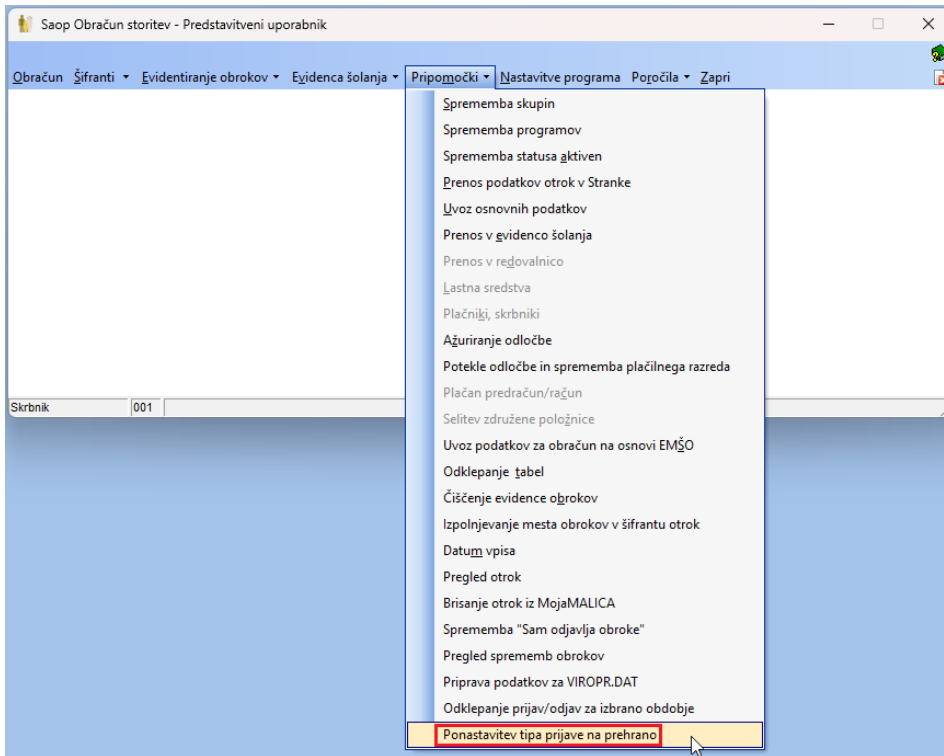 Saop Obračun storitev - Predstavitveni uporabnik
Obračun Šifranti Evidentiranje obrokov Evidenca šolanja Pripomočki Nastavitve programa Poročila Zapri
Sprememba skupin
Sprememba programov
Sprememba statusa aktiven
Prenos podatkov otrok v Stranke
Uvoz osnovnih podatkov
Prenos v evidenco šolanja
Prenos v redovalnico
Lastna sredstva
Plačniki, skrbniki
Ažuriranje odločbe
Potekle odločbe in sprememba plačilnega razreda
Plačan predračun/račun
Selitev združene položnice
Uvoz podatkov za obračun na osnovi EMŠO
Odklepanje tabel
Čiščenje evidence obrokov
Izpolnjevanje mesta obrokov v šifrantu otrok
Datum vpisa
Pregled otrok
Brisanje otrok iz MojaMALICA
Sprememba "Sam odjavlja obroke"
Pregled sprememb obrokov
Priprava podatkov za VIROPR.DAT
Odklepanje prijav/odjav za izbrano obdobje
Ponastavitev tipa prijave na prehrano
Skrbnik 001